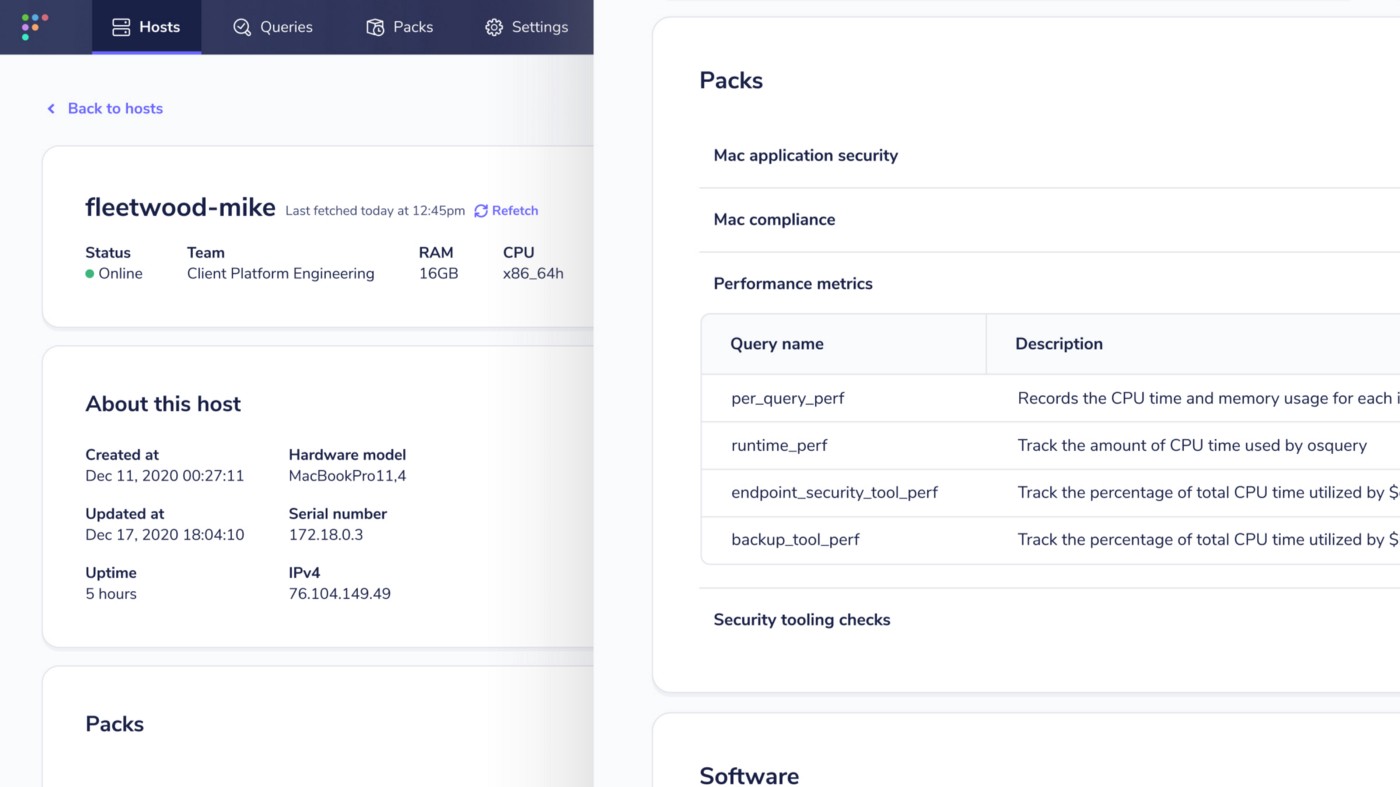 Hosts
Queries
Packs
Settings
Back to hosts
fleetwood-mike Last fetched today at 12:45pm Refetch
Status Team RAM CPU
Online Client Platform Engineering 16GB x86_64h
About this host
Created at Hardware model
Dec 11, 2020 00:27:11 MacBookPro11,4
Updated at Serial number
Dec 17, 2020 18:04:10 172.18.0.3
Uptime IPv4
5 hours 76.104.149.49
Packs
Packs
Mac application security
Mac compliance
Performance metrics
Query name Description
per_query_perf Records the CPU time and memory usage for each
runtime_perf Track the amount of CPU time used by osquery
endpoint_security_tool_perf Track the percentage of total CPU time utilized by $
backup_tool_perf Track the percentage of total CPU time utilized by $
Security tooling checks
Software